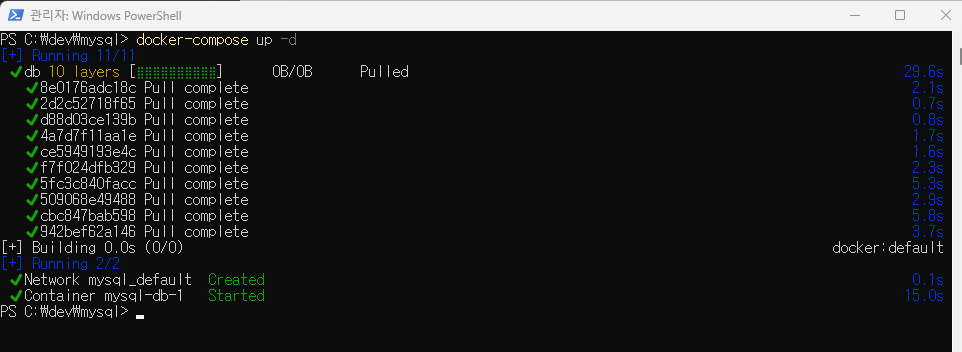 관리자: Windows PowerShell
PS C:\dev\mysql> docker-compose up -d
[+] Running 11/11
✔db 10 layers [⣿⣿⣿⣿⣿⣿⣿⣿⣿⣿] 0B/0B Pulled 29.6s
✔8e0176adc18c Pull complete 2.1s
✔2d2c52718f65 Pull complete 0.7s
✔d88d03ce139b Pull complete 0.8s
✔4a7d7f11aa1e Pull complete 1.7s
✔ce5949193e4c Pull complete 1.6s
✔f7f024dfb329 Pull complete 2.3s
✔5fc3c840facc Pull complete 5.3s
✔509068e49488 Pull complete 2.9s
✔cbc847bab598 Pull complete 5.8s
✔942bef62a146 Pull complete 3.7s
[+] Building 0.0s (0/0) docker:default
[+] Running 2/2
✔Network mysql_default Created 0.1s
✔Container mysql-db-1 Started 15.0s
PS C:\dev\mysql>